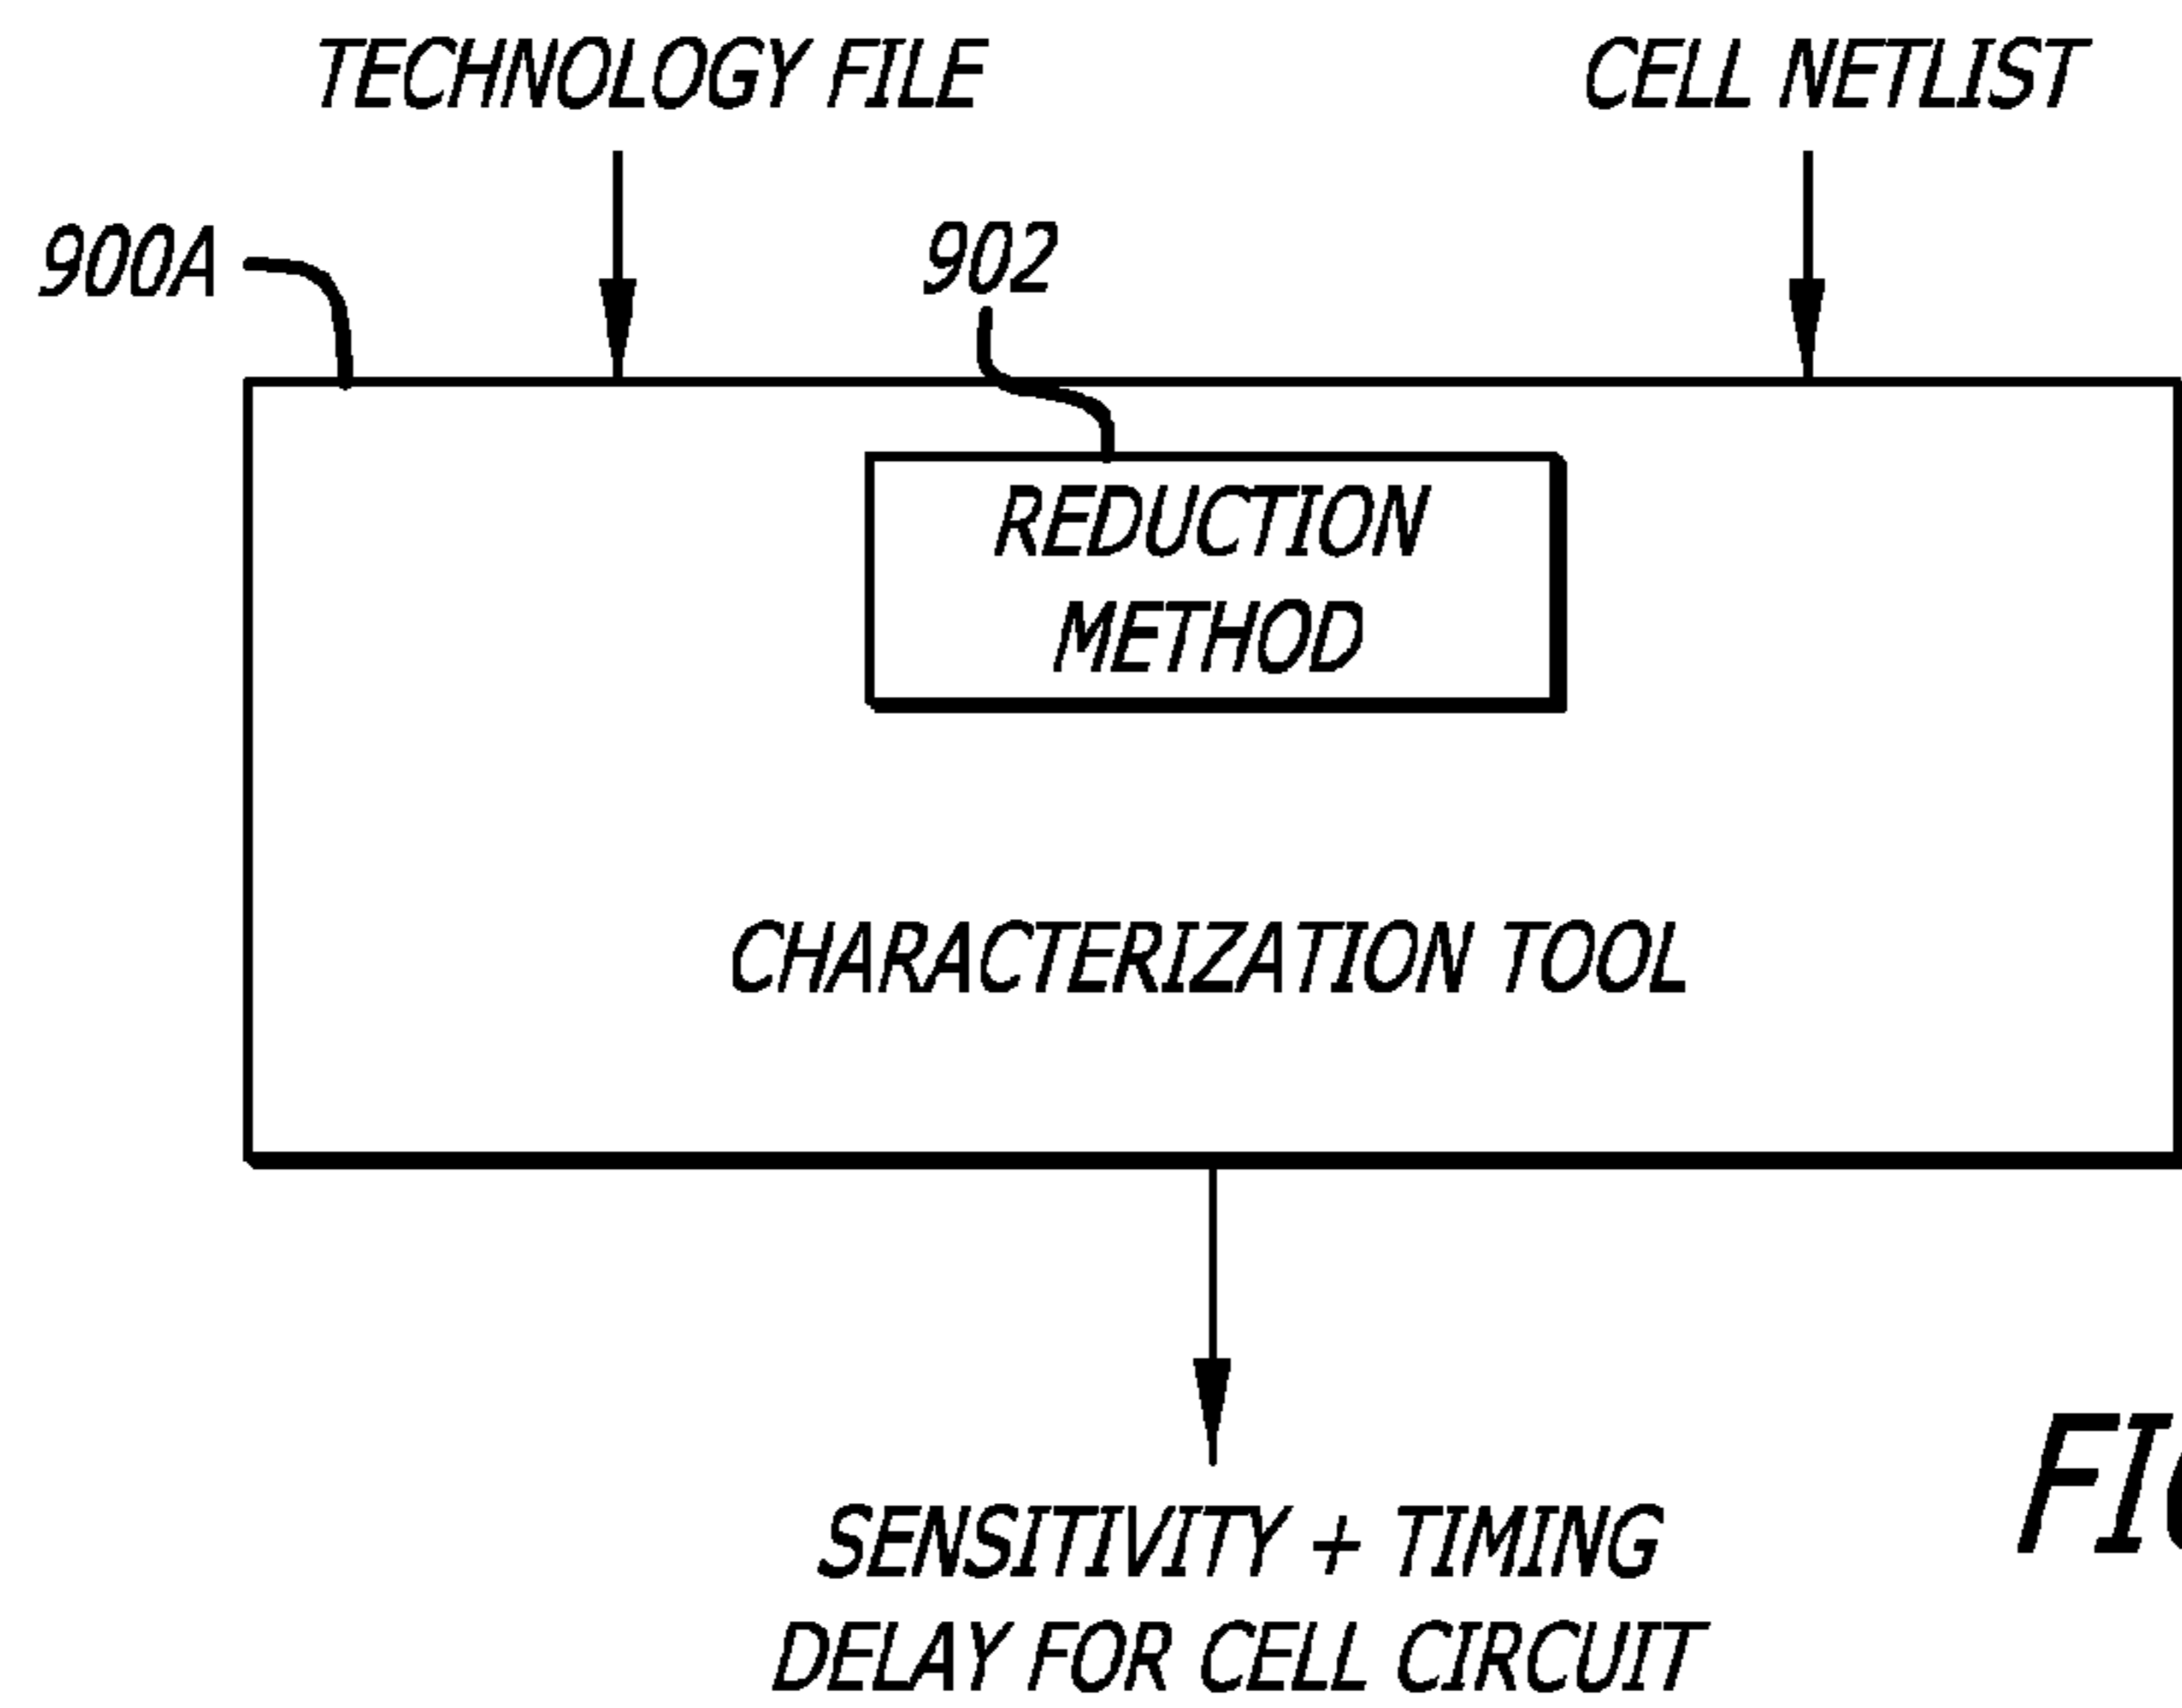 TECHNOLOGY FILE
CELL NETLIST
900A
902
REDUCTION
METHOD
CHARACTERIZATION TOOL
SENSITIVITY + TIMING
DELAY FOR CELL CIRCUIT